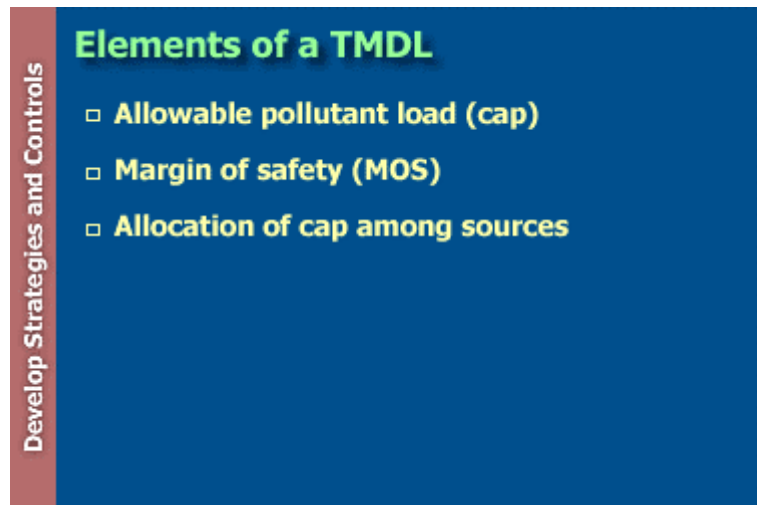 Develop Strategies and Controls
Elements of a TMDL
Allowable pollutant load (cap)
Margin of safety (MOS)
Allocation of cap among sources